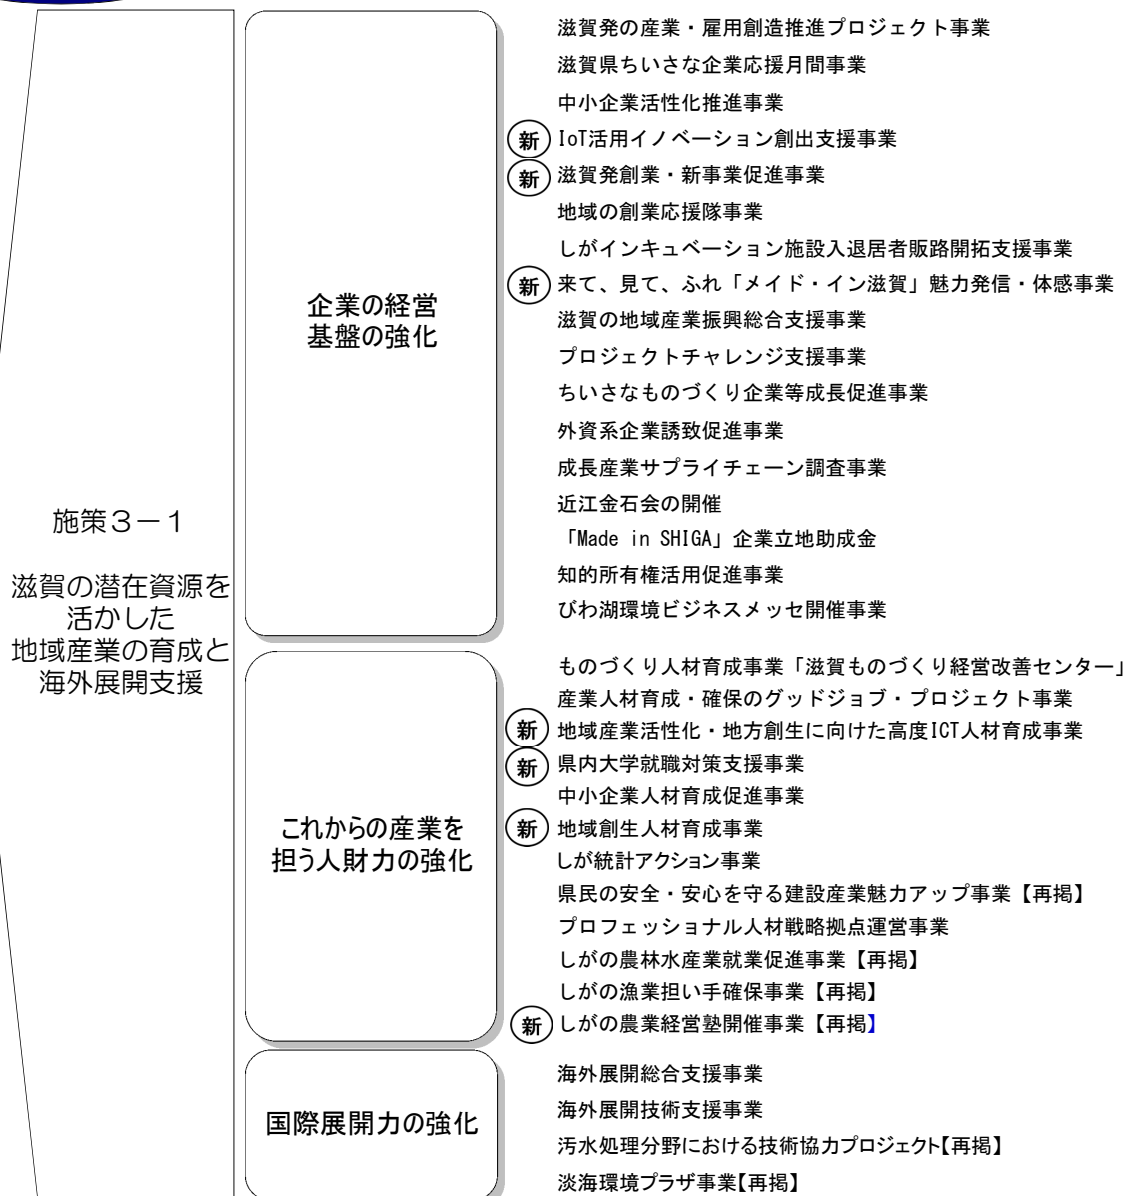 施策３－１
滋賀の潜在資源を
活かした
地域産業の育成と
海外展開支援
企業の経営
基盤の強化
滋賀発の産業・雇用創造推進プロジェクト事業
滋賀県ちいさな企業応援月間事業
中小企業活性化推進事業
新 IoT活用イノベーション創出支援事業
新 滋賀発創業・新事業促進事業
地域の創業応援隊事業
しがインキュベーション施設入退居者販路開拓支援事業
新 来て、見て、ふれ「メイド・イン滋賀」魅力発信・体感事業
滋賀の地域産業振興総合支援事業
プロジェクトチャレンジ支援事業
ちいさなものづくり企業等成長促進事業
外資系企業誘致促進事業
成長産業サプライチェーン調査事業
近江金石会の開催
「Made in SHIGA」企業立地助成金
知的所有権活用促進事業
びわ湖環境ビジネスメッセ開催事業
これからの産業を
担う人財力の強化
ものづくり人材育成事業「滋賀ものづくり経営改善センター」
産業人材育成・確保のグッドジョブ・プロジェクト事業
新 地域産業活性化・地方創生に向けた高度ICT人材育成事業
新 県内大学就職対策支援事業
中小企業人材育成促進事業
新 地域創生人材育成事業
しが統計アクション事業
県民の安全・安心を守る建設産業魅力アップ事業【再掲】
プロフェッショナル人材戦略拠点運営事業
しがの農林水産業就業促進事業【再掲】
しがの漁業担い手確保事業【再掲】
新 しがの農業経営塾開催事業【再掲】
国際展開力の強化
海外展開総合支援事業
海外展開技術支援事業
汚水処理分野における技術協力プロジェクト【再掲】
淡海環境プラザ事業【再掲】